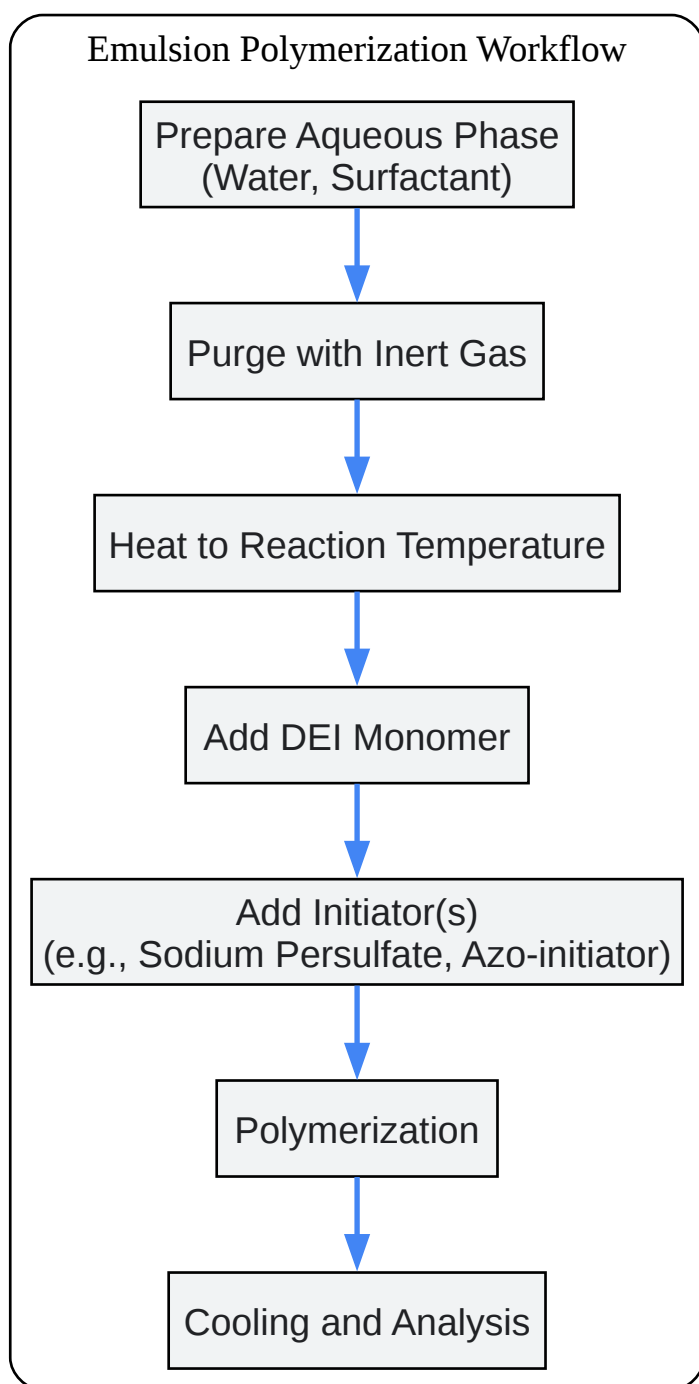 Emulsion Polymerization Workflow
Prepare Aqueous Phase
(Water, Surfactant)
Purge with Inert Gas
Heat to Reaction Temperature
Add DEI Monomer
Add Initiator(s)
(e.g., Sodium Persulfate, Azo-initiator)
Polymerization
Cooling and Analysis